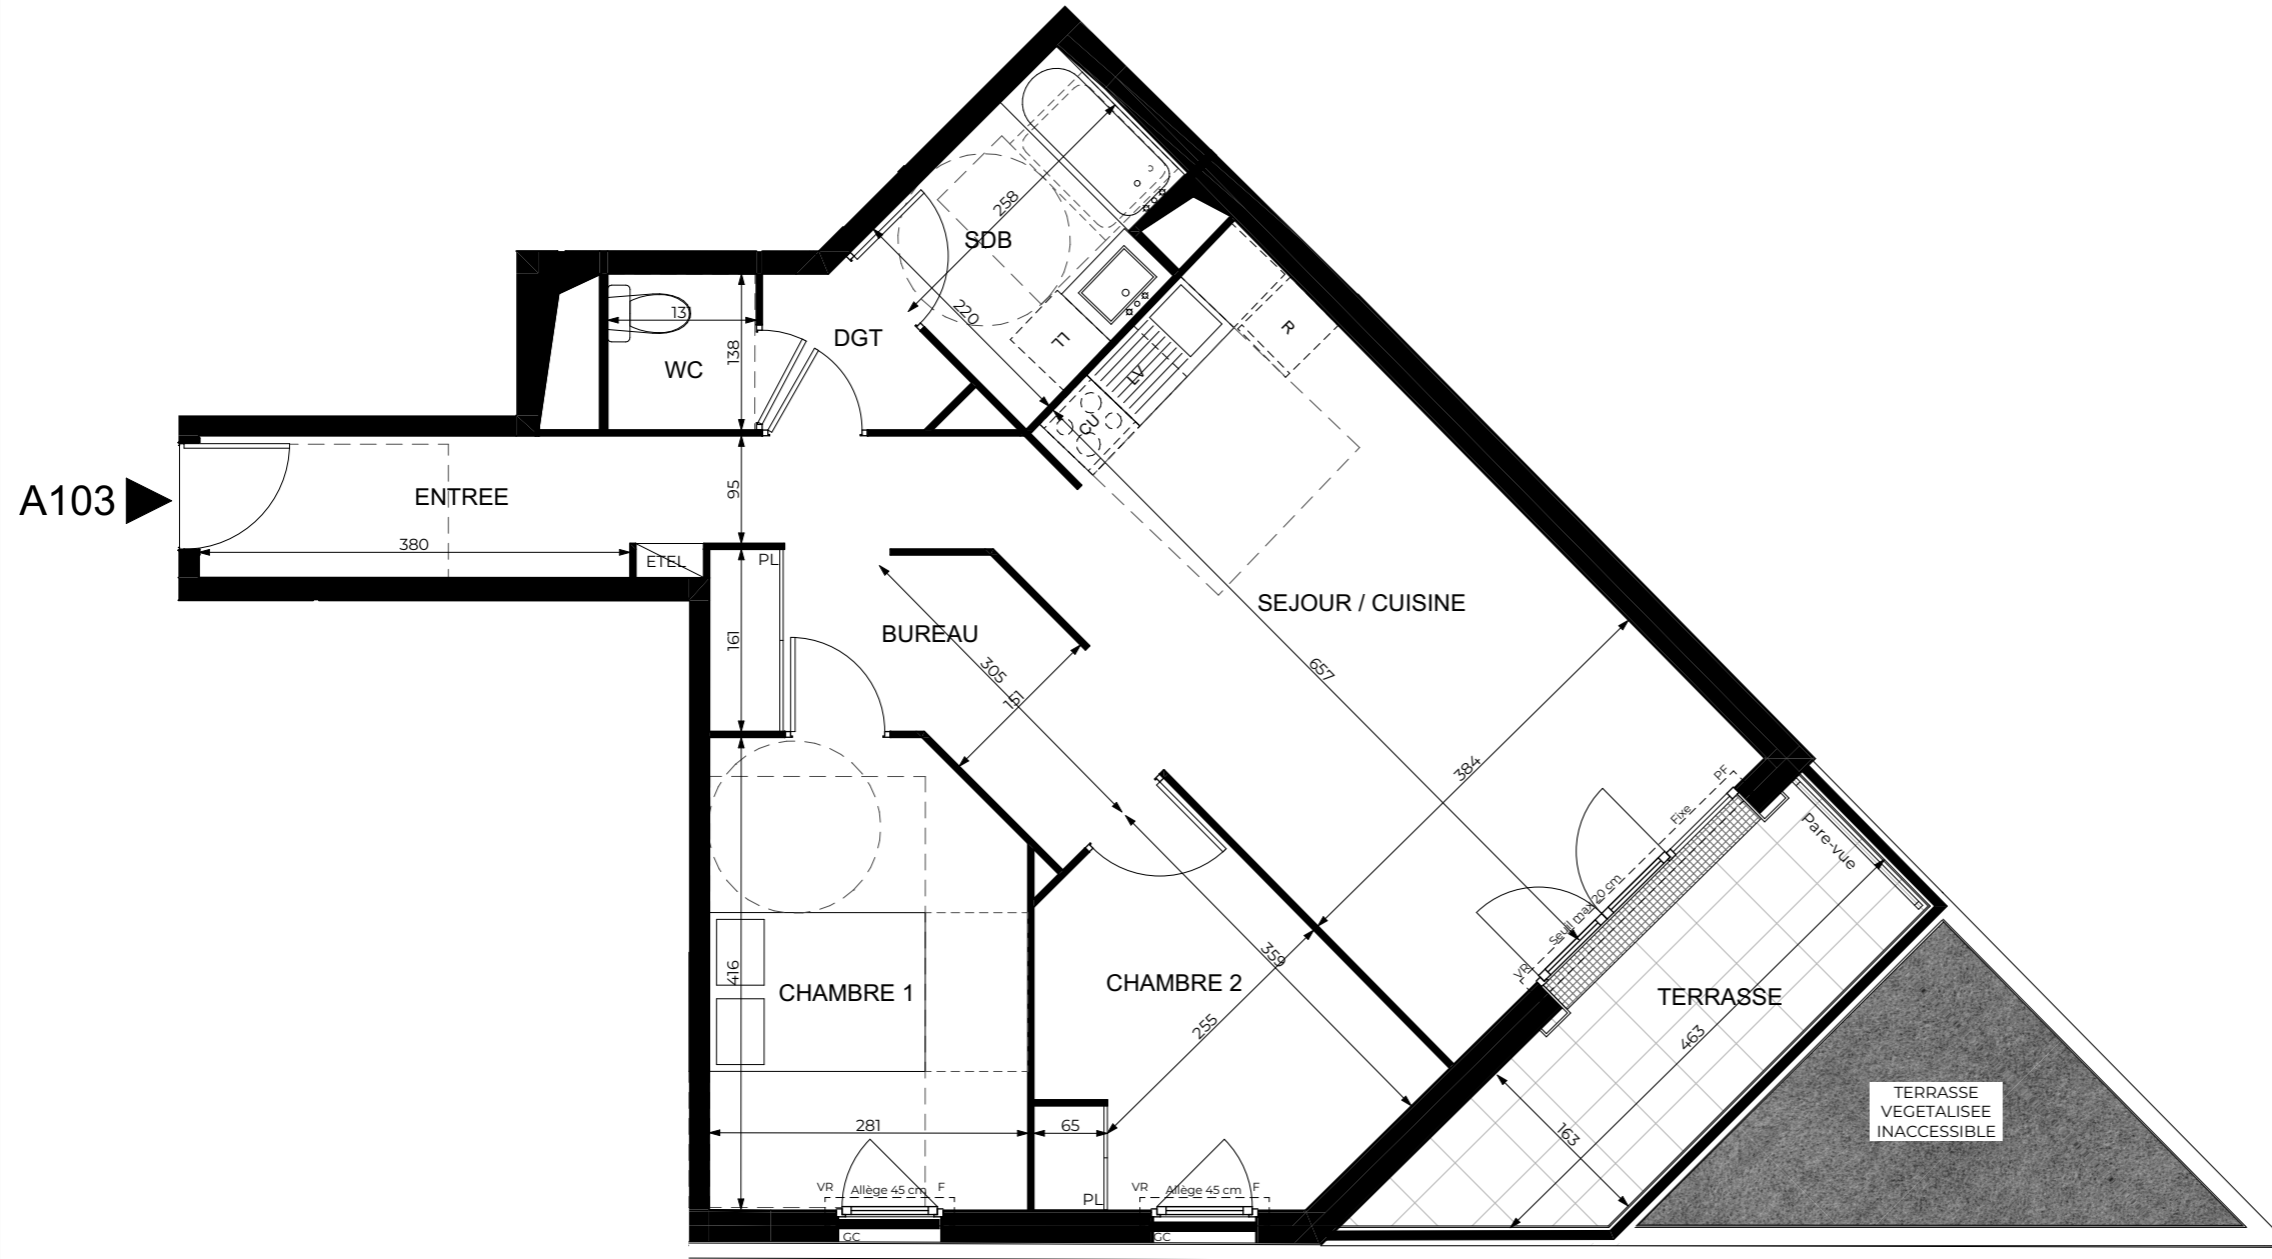 258
SDB
220
LL
R
13
138
WC
DGT
LV
CU
A103
ENTREE
95
380
ETEL
PL
161
BUREAU
305
151
SEJOUR / CUISINE
657
384
PF
Fixe
Seuil max 20 cm
VR
Pare-vue
TERRASSE
463
163
416
CHAMBRE 1
281
CHAMBRE 2
359
255
65
PL
VR Allège 45 cm F
VR Allège 45 cm F
GC
GC
TERRASSE
VEGETALISEE
INACCESSIBLE